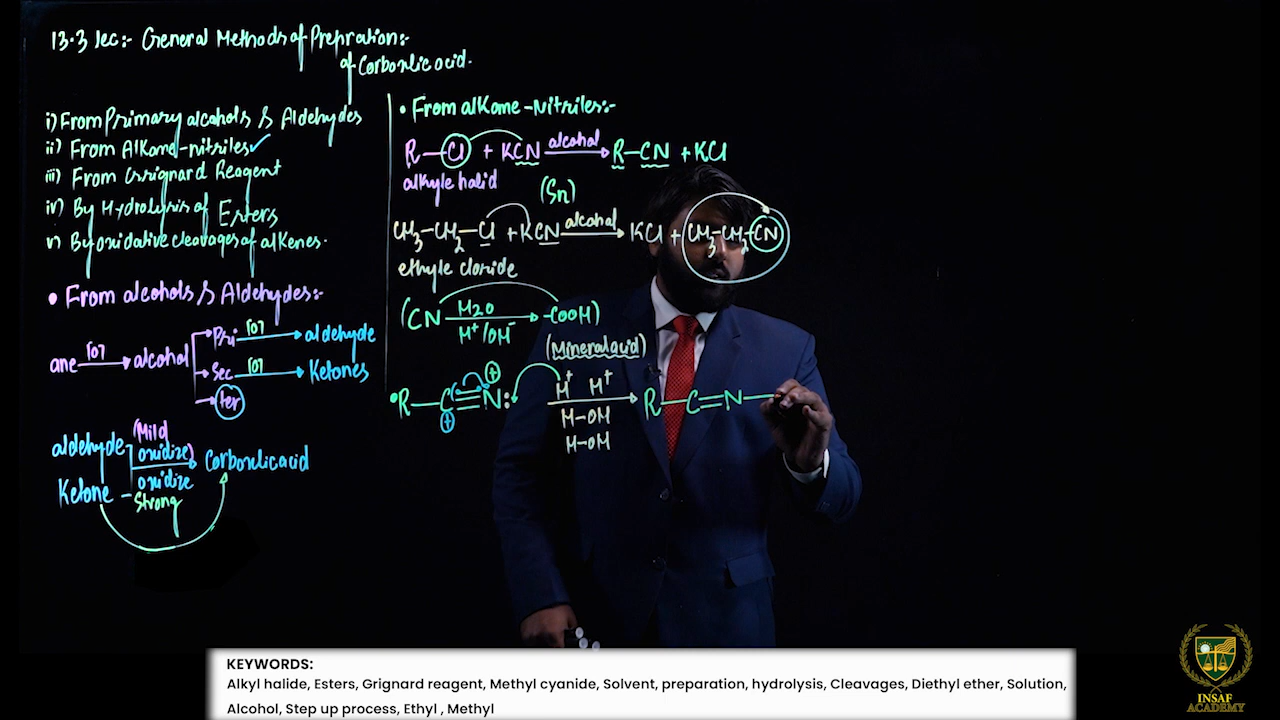 13.3 lec:- General Methods of Prepration:-
of Corboxlic acid.
i) From Primary alcohols & Aldehydes
ii) From Alkane-nitriles ✓
iii) From Grignard Reagent
iv) By Hydrolysis of Esters
v) By oxidative cleavages of alkenes.
• From alcohols & Aldehydes:-
ane [O]→ alcohol
Pri [O]→ aldehyde
Sec [O]→ Ketones
ter
aldehyde (Mild oxidize)
Ketone - oxidize Strong
→ Corboxelic acid
• From alkane-Nitriles:-
R-Cl + KCN alcohal→ R-CN + KCl
alkyle halid
(Sn)
CH3-CH2-Cl + KCN alcohal→ KCl + CH3-CH2-CN
ethyle cloride
(CN H2O→ -COOH)
H+/OH-
(Mineral acid)
•R-C≡N: H+ H+→ R-C=N-
⊕ ⊕
H-OH
H-OH
KEYWORDS:
Alkyl halide, Esters, Grignard reagent, Methyl cyanide, Solvent, preparation, hydrolysis, Cleavages, Diethyl ether, Solution,
Alcohol, Step up process, Ethyl , Methyl
INSAF
ACADEMY